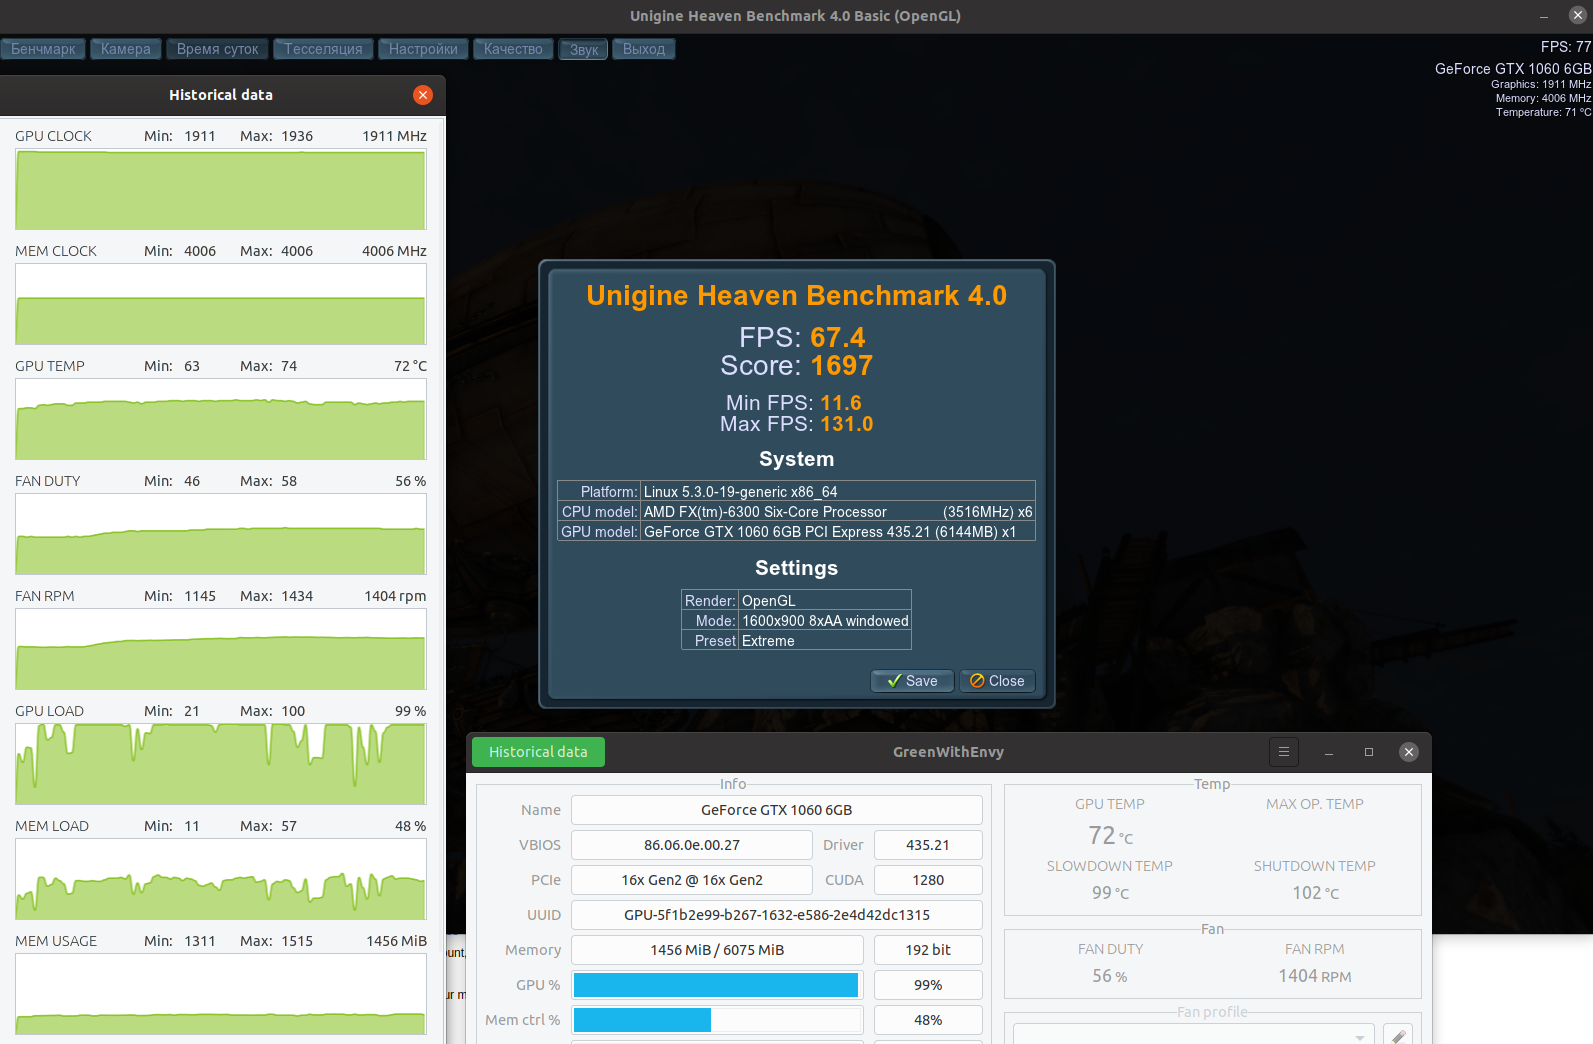 Unigine Heaven Benchmark 4.0 Basic (OpenGL)
Бенчмарк Камера Время суток Тесселяция Настройки Качество Звук Выход
FPS: 77
GeForce GTX 1060 6GB
Graphics: 1911 MHz
Memory: 4006 MHz
Temperature: 71 °C
Historical data
GPU CLOCK Min: 1911 Max: 1936 1911 MHz
MEM CLOCK Min: 4006 Max: 4006 4006 MHz
GPU TEMP Min: 63 Max: 74 72 °C
FAN DUTY Min: 46 Max: 58 56 %
FAN RPM Min: 1145 Max: 1434 1404 rpm
GPU LOAD Min: 21 Max: 100 99 %
MEM LOAD Min: 11 Max: 57 48 %
MEM USAGE Min: 1311 Max: 1515 1456 MiB
Unigine Heaven Benchmark 4.0
FPS: 67.4
Score: 1697
Min FPS: 11.6
Max FPS: 131.0
System
Platform: Linux 5.3.0-19-generic x86_64
CPU model: AMD FX(tm)-6300 Six-Core Processor (3516MHz) x6
GPU model: GeForce GTX 1060 6GB PCI Express 435.21 (6144MB) x1
Settings
Render: OpenGL
Mode: 1600x900 8xAA windowed
Preset Extreme
Save Close
Historical data GreenWithEnvy
Info
Name GeForce GTX 1060 6GB
VBIOS 86.06.0e.00.27 Driver 435.21
PCIe 16x Gen2 @ 16x Gen2 CUDA 1280
UUID GPU-5f1b2e99-b267-1632-e586-2e4d42dc1315
Memory 1456 MiB / 6075 MiB 192 bit
GPU % 99%
Mem ctrl % 48%
Temp
GPU TEMP MAX OP. TEMP
72 °C
SLOWDOWN TEMP SHUTDOWN TEMP
99 °C 102 °C
Fan
FAN DUTY FAN RPM
56 % 1404 RPM
Fan profile
ount,
ur m